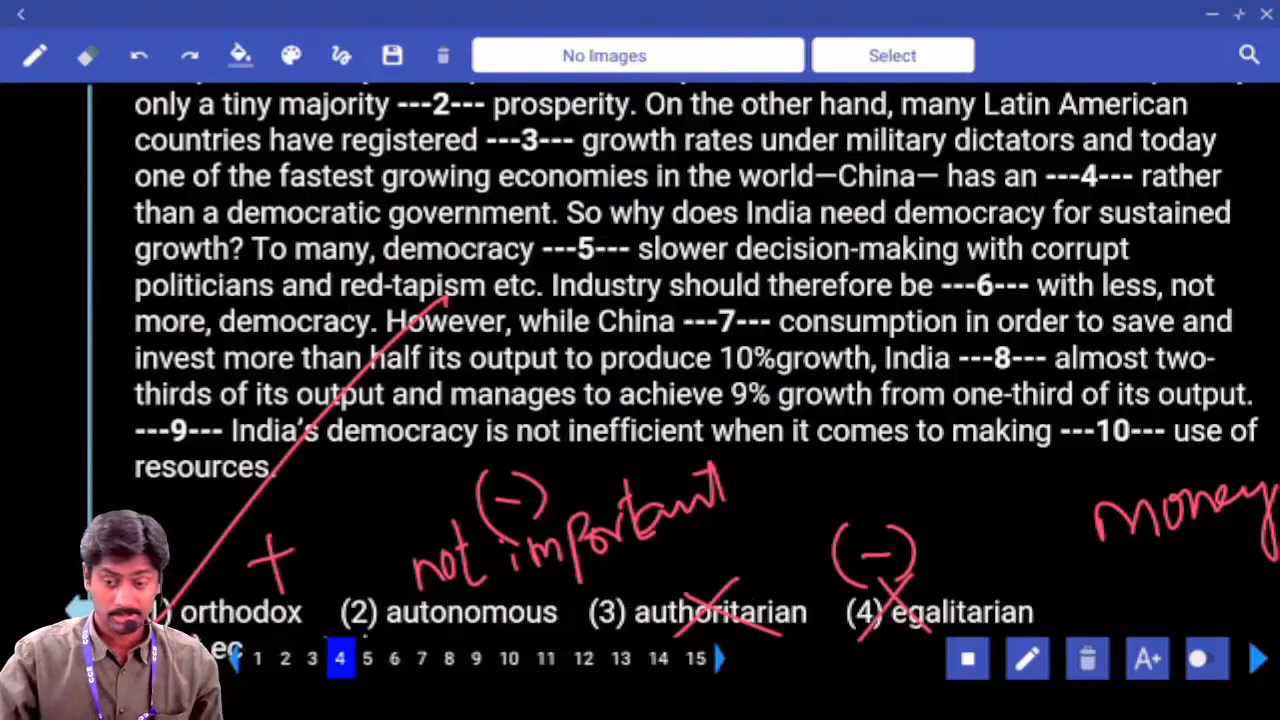 No Images
Select
only a tiny majority ---2--- prosperity. On the other hand, many Latin American
countries have registered ---3--- growth rates under military dictators and today
one of the fastest growing economies in the world—China— has an ---4--- rather
than a democratic government. So why does India need democracy for sustained
growth? To many, democracy ---5--- slower decision-making with corrupt
politicians and red-tapism etc. Industry should therefore be ---6--- with less, not
more, democracy. However, while China ---7--- consumption in order to save and
invest more than half its output to produce 10%growth, India ---8--- almost two-
thirds of its output and manages to achieve 9% growth from one-third of its output.
---9--- India's democracy is not inefficient when it comes to making ---10--- use of
resources.
(-)
not important
money
+
(-)
1) orthodox (2) autonomous (3) authoritarian (4) egalitarian
1 2 3 4 5 6 7 8 9 10 11 12 13 14 15
A+